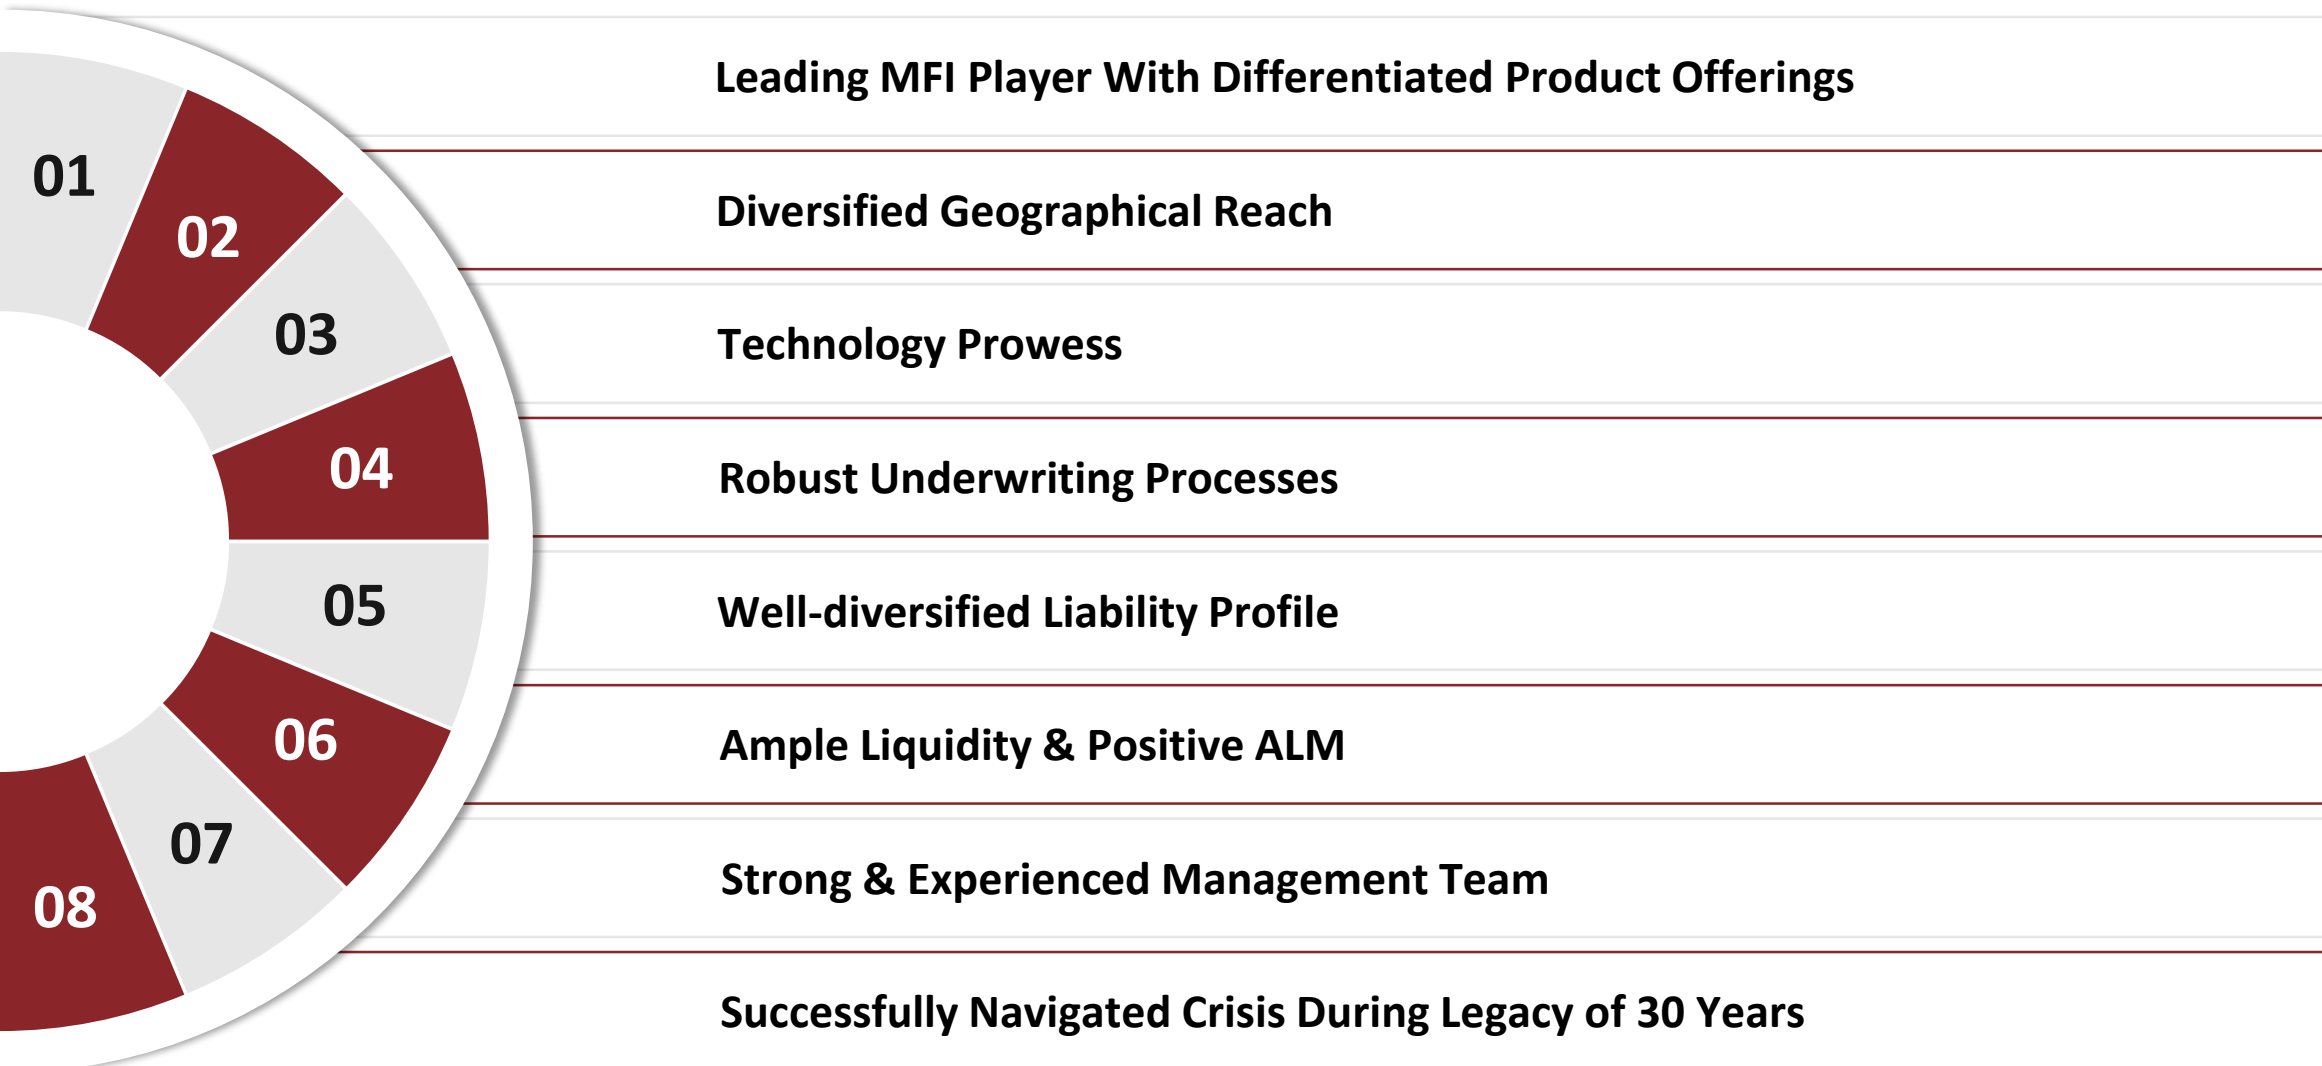 01
Leading MFI Player With Differentiated Product Offerings
02
Diversified Geographical Reach
03
Technology Prowess
04
Robust Underwriting Processes
05
Well-diversified Liability Profile
06
Ample Liquidity & Positive ALM
07
Strong & Experienced Management Team
08
Successfully Navigated Crisis During Legacy of 30 Years